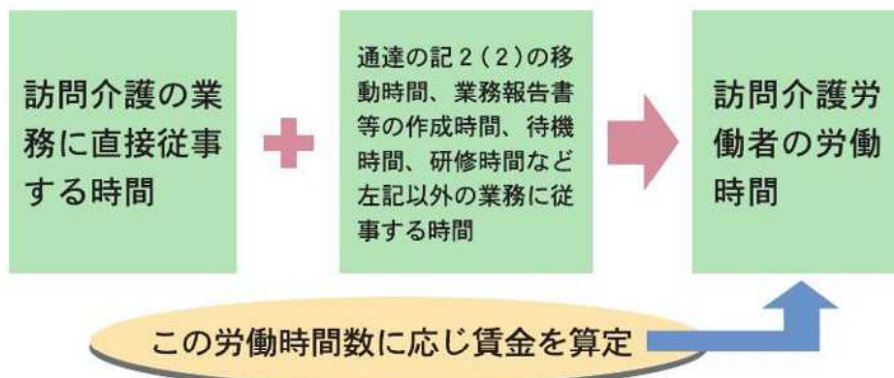 訪問介護の業
務に直接従事
する時間
通達の記2(2)の移
動時間、業務報告書
等の作成時間、待機
時間、研修時間など
左記以外の業務に従
事する時間
訪問介護労
働者の労働
時間
この労働時間数に応じ賃金を算定